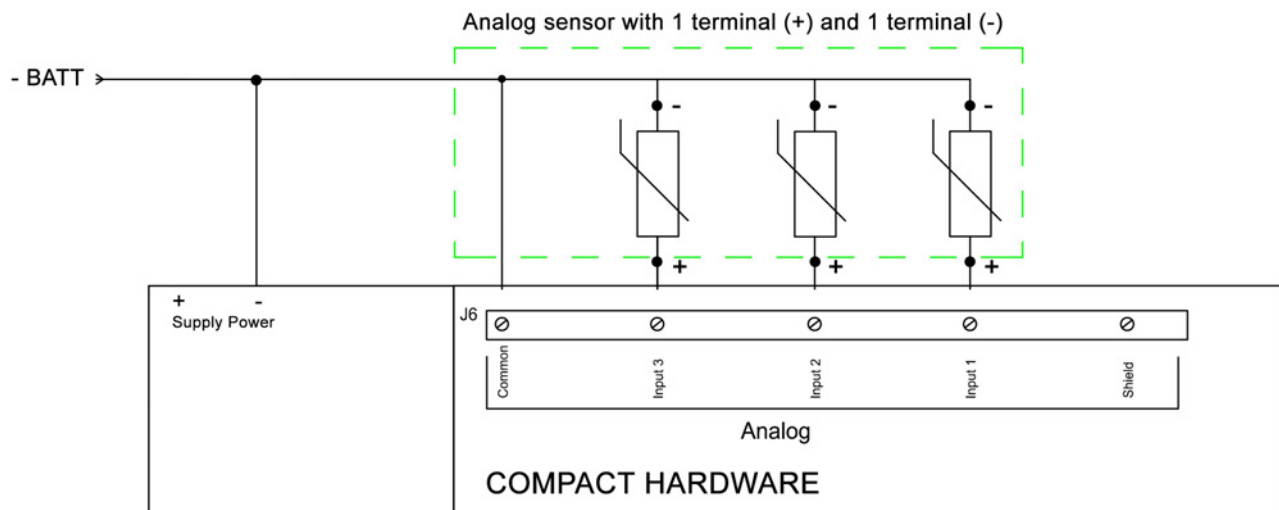 Analog sensor with 1 terminal (+) and 1 terminal (-)
- BATT
- - -
+ + +
+ -
Supply Power
J6
Common
Input 3
Input 2
Input 1
Shield
Analog
COMPACT HARDWARE